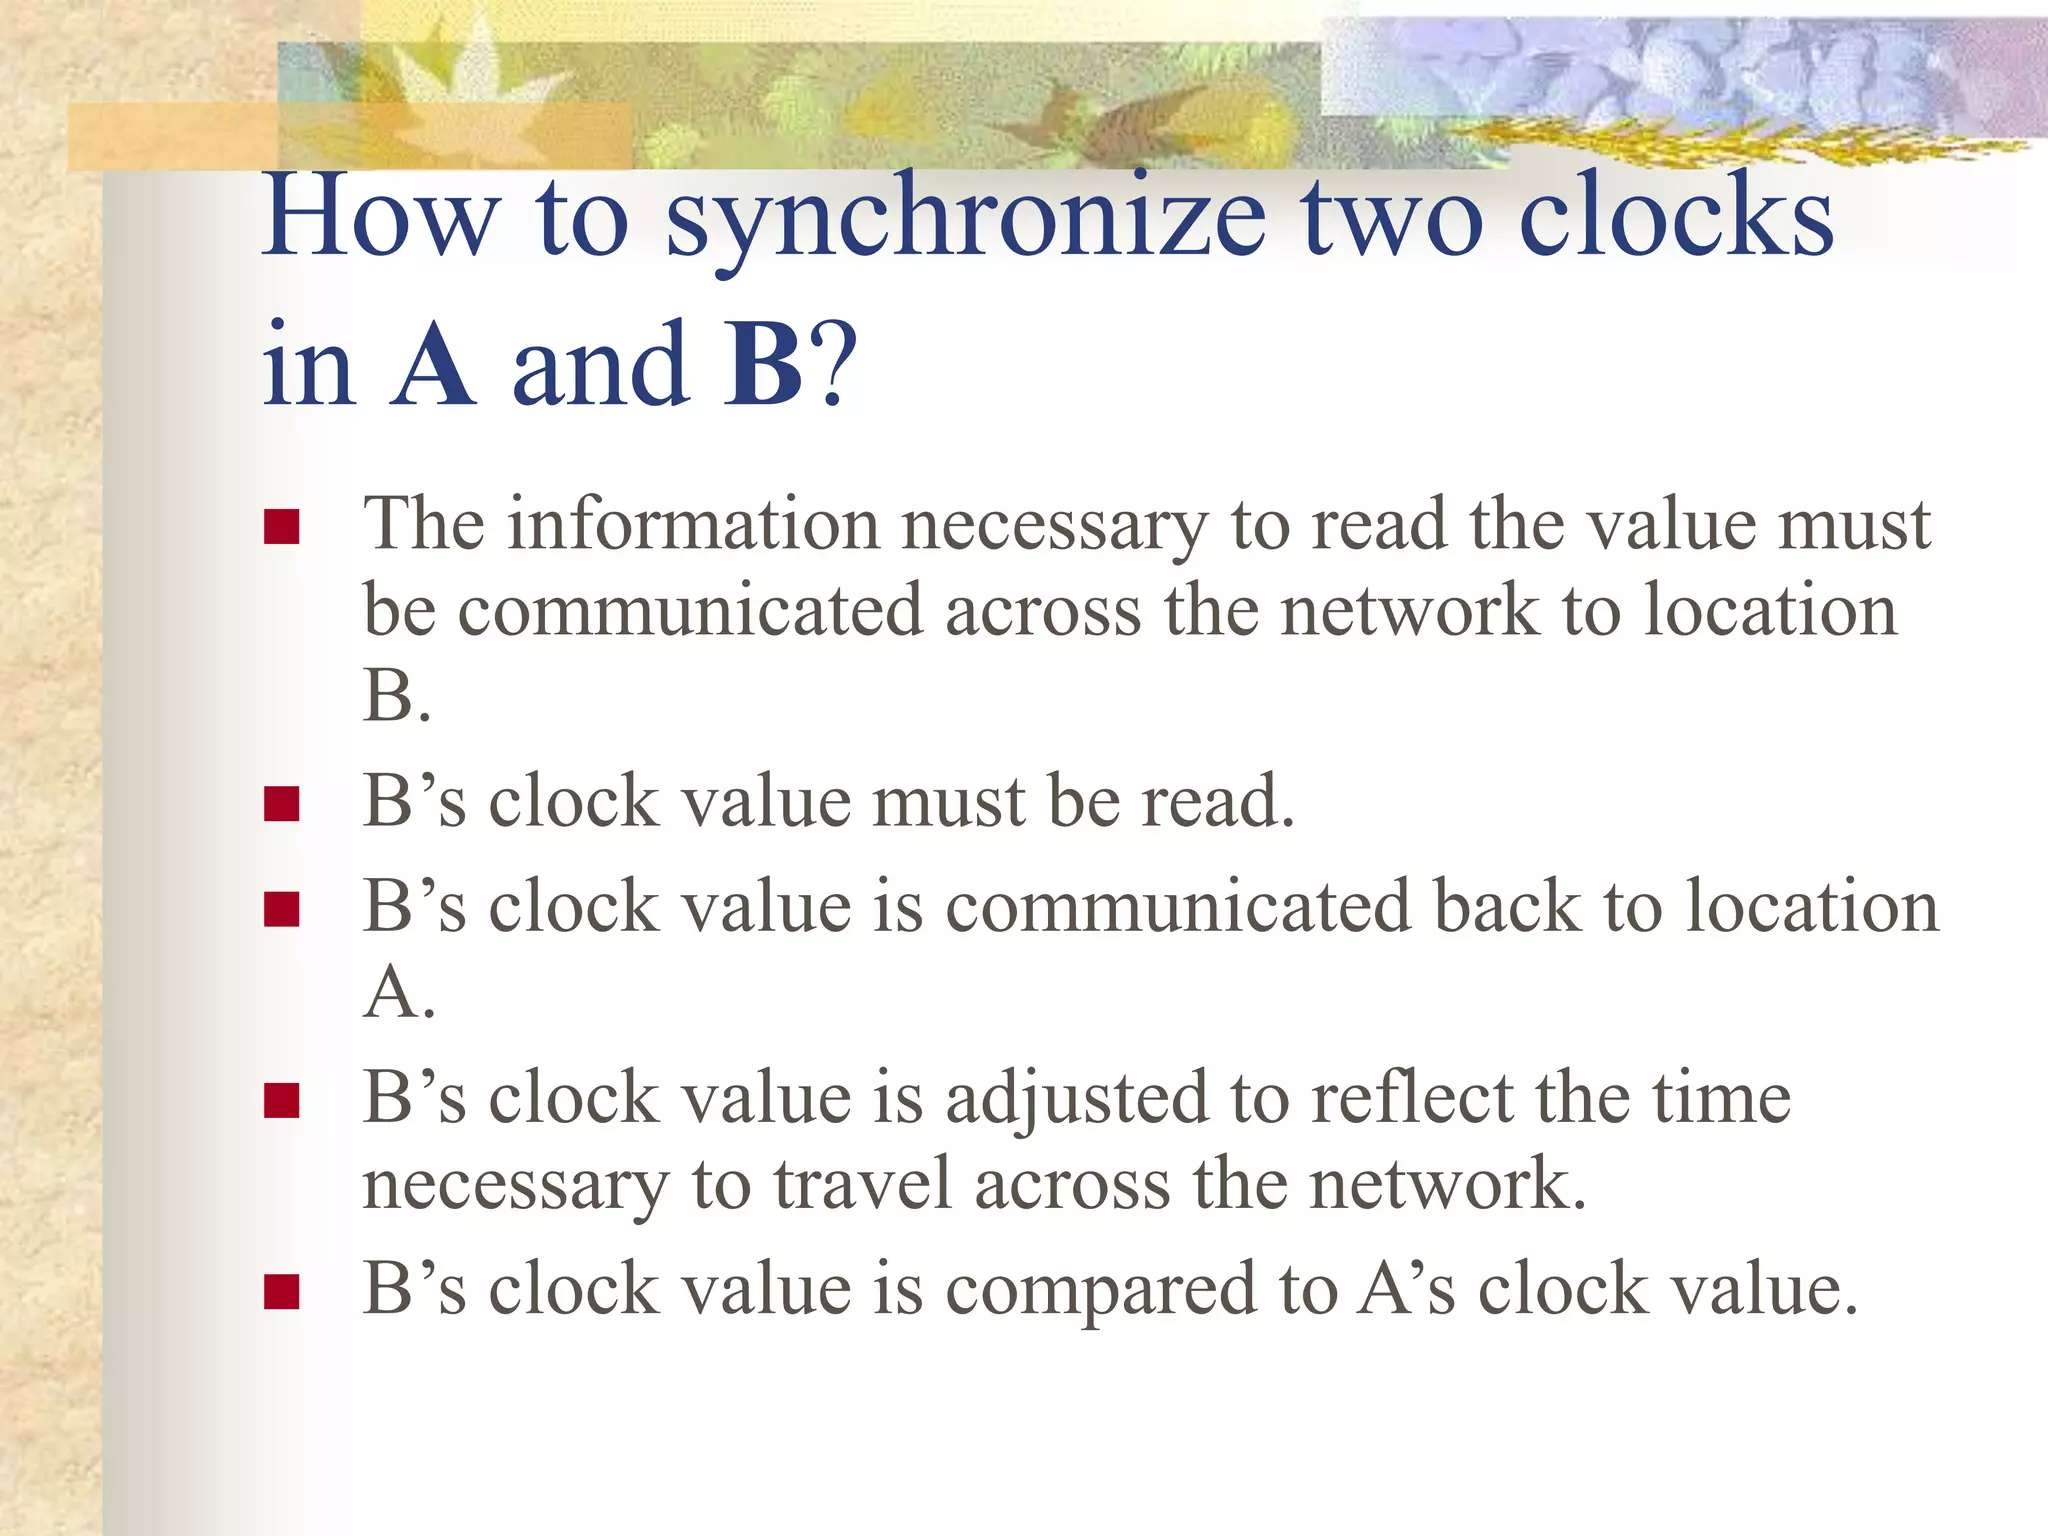 How to synchronize two clocks
in A and B?
The information necessary to read the value must
be communicated across the network to location
B.
B’s clock value must be read.
B’s clock value is communicated back to location
A.
B’s clock value is adjusted to reflect the time
necessary to travel across the network.
B’s clock value is compared to A’s clock value.